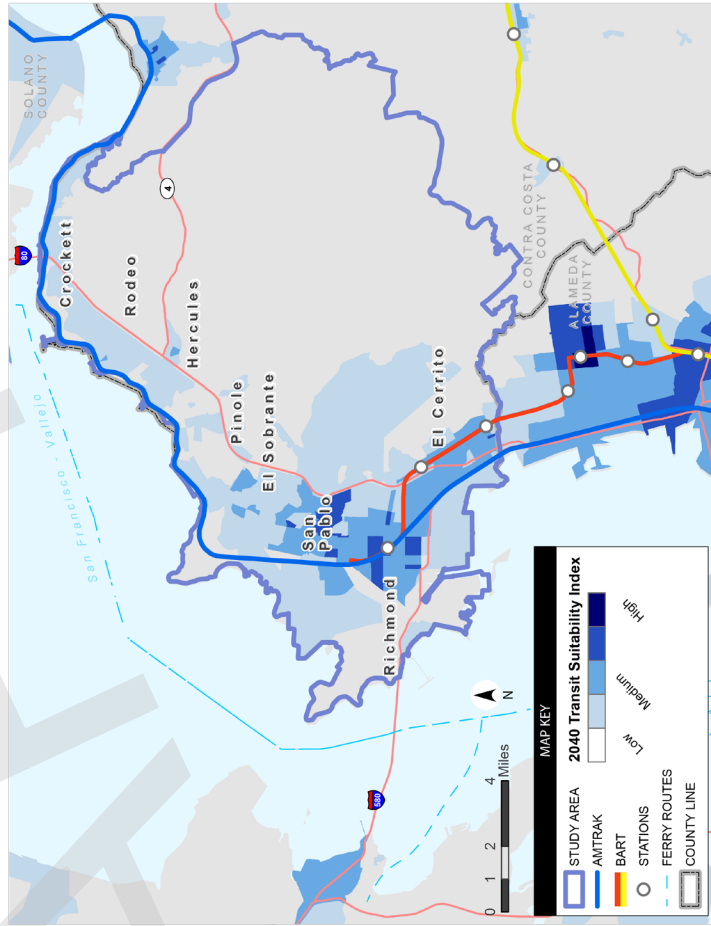 SOLANO
COUNTY
80
Crockett
4
Rodeo
Hercules
Pinole
El Sobrante
San Francisco - Vallejo
CONTRA COSTA
COUNTY
ALAMEDA
COUNTY
El Cerrito
San
Pablo
Richmond
580
N
0 1 2 4
Miles
MAP KEY
STUDY AREA
AMTRAK
BART
STATIONS
FERRY ROUTES
COUNTY LINE
2040 Transit Suitability Index
Low
Medium
High